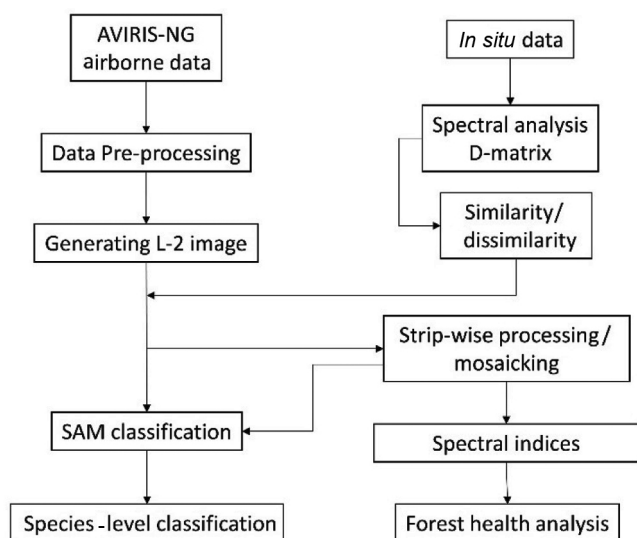 AVIRIS-NG
airborne data
In situ data
Data Pre-processing
Spectral analysis
D-matrix
Generating L-2 image
Similarity/
dissimilarity
Strip-wise processing/
mosaicking
SAM classification
Spectral indices
Species-level classification
Forest health analysis